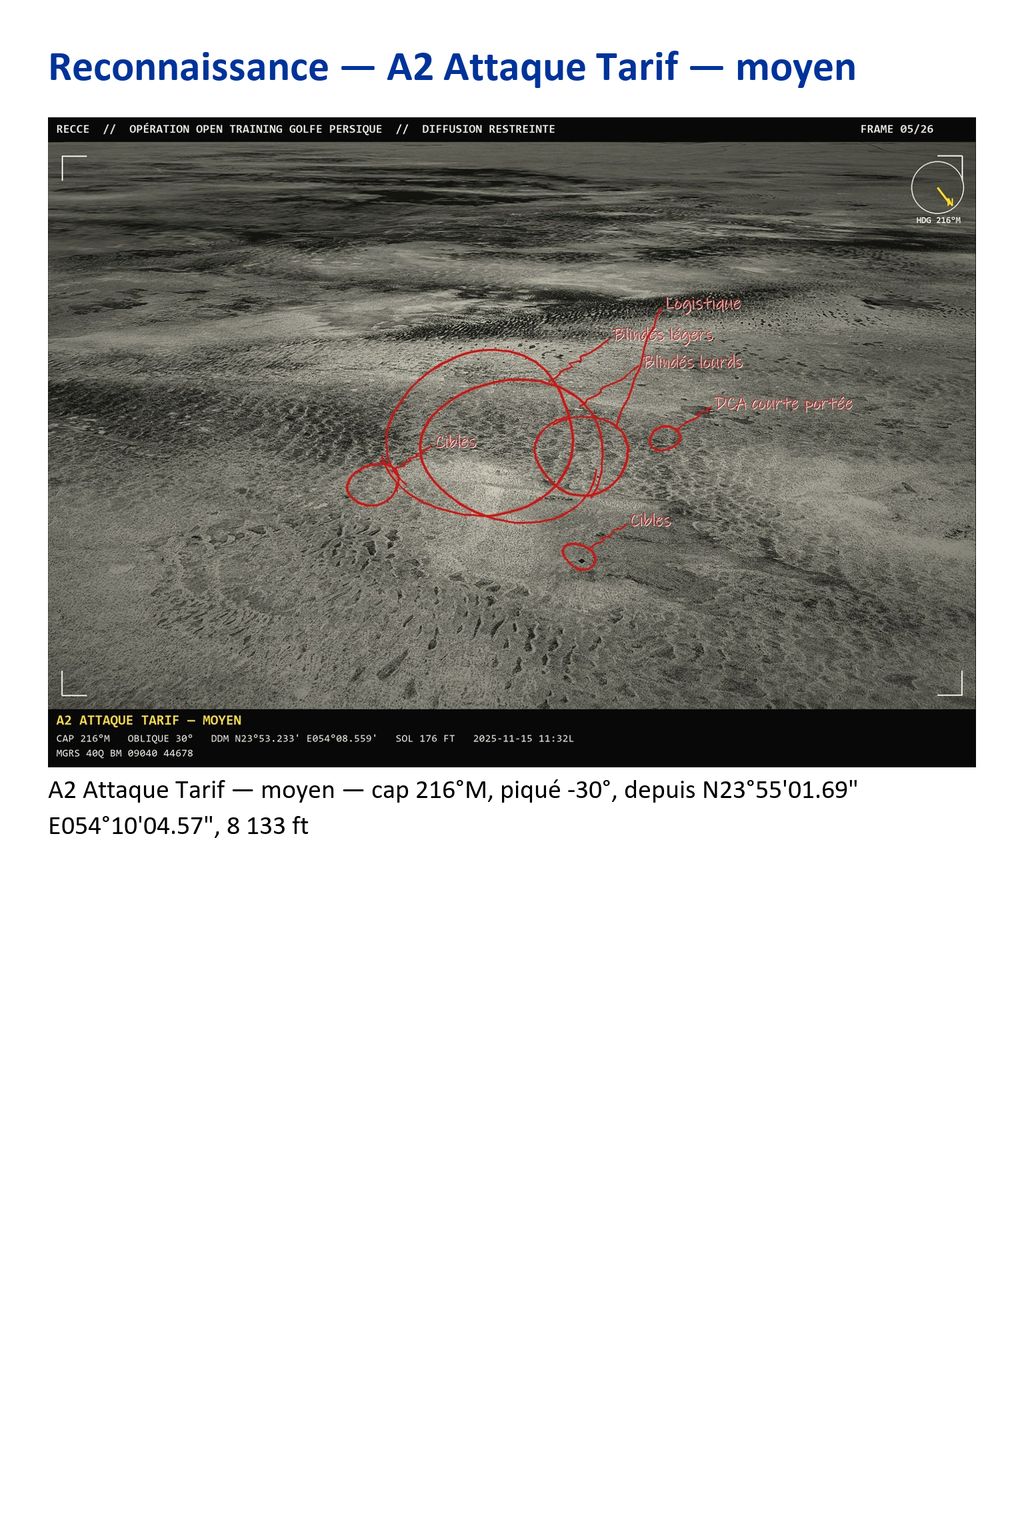 Reconnaissance — A2 Attaque Tarif — moyen
RECCE // OPÉRATION OPEN TRAINING GOLFE PERSIQUE // DIFFUSION RESTREINTE FRAME 05/26
N
HDG 216°M
Logistique
Blindés légers
Blindés lourds
DCA courte portée
Cibles
Cibles
A2 ATTAQUE TARIF — MOYEN
CAP 216°M OBLIQUE 30° DDM N23°53.233' E054°08.559' SOL 176 FT 2025-11-15 11:32L
MGRS 40Q BM 09040 44678
A2 Attaque Tarif — moyen — cap 216°M, piqué -30°, depuis N23°55'01.69"
E054°10'04.57", 8 133 ft